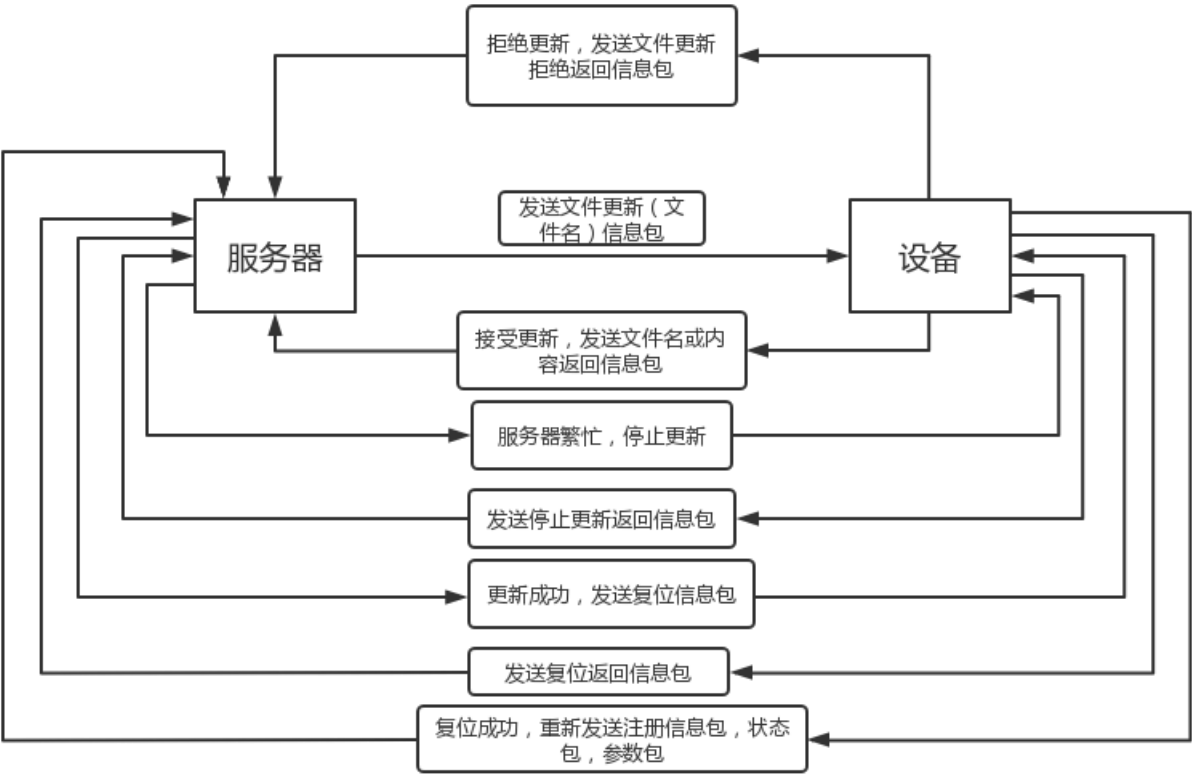 拒绝更新，发送文件更新
拒绝返回信息包
发送文件更新（文
件名）信息包
服务器
设备
接受更新，发送文件名或内
容返回信息包
服务器繁忙，停止更新
发送停止更新返回信息包
更新成功，发送复位信息包
发送复位返回信息包
复位成功，重新发送注册信息包，状态
包，参数包